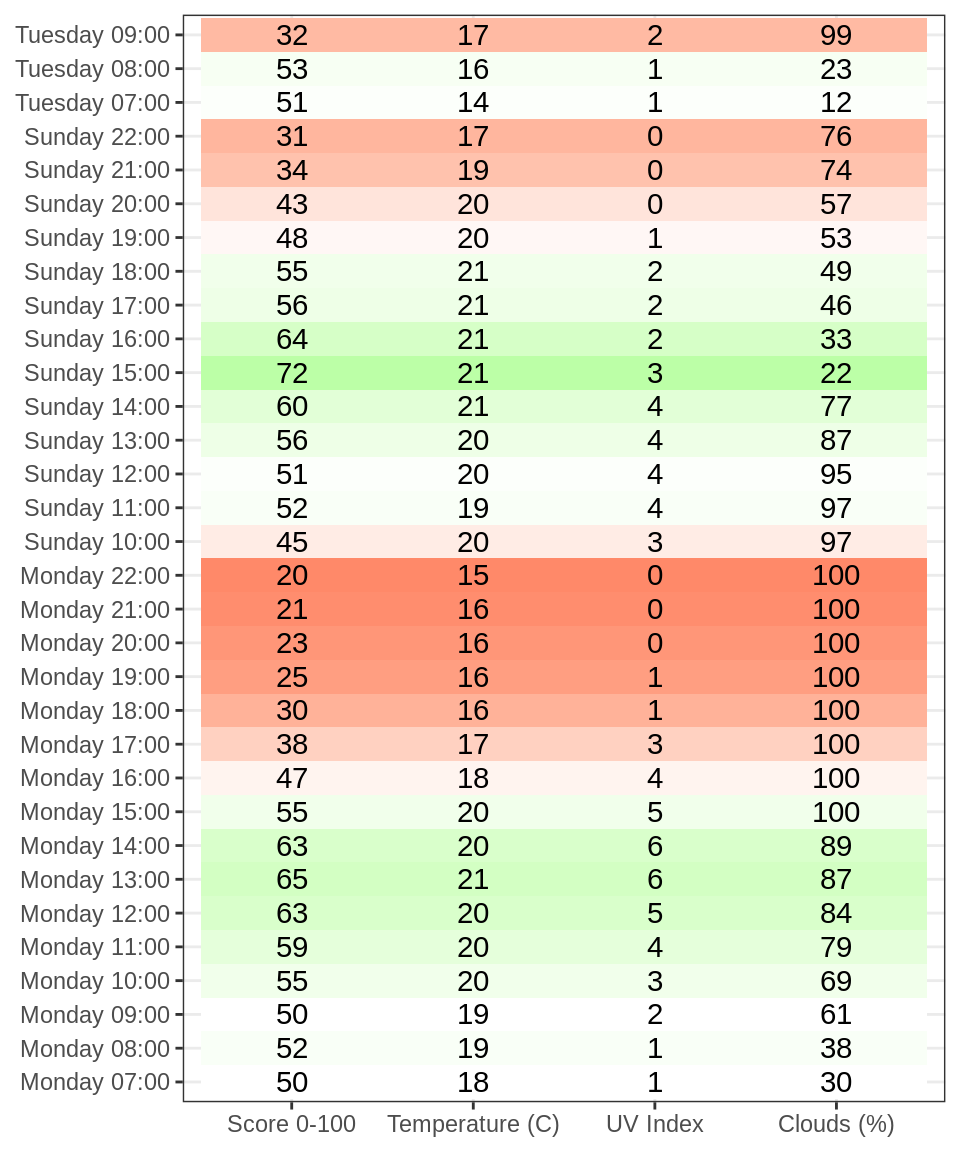 Tuesday 09:00 32 17 2 99
Tuesday 08:00 53 16 1 23
Tuesday 07:00 51 14 1 12
Sunday 22:00 31 17 0 76
Sunday 21:00 34 19 0 74
Sunday 20:00 43 20 0 57
Sunday 19:00 48 20 1 53
Sunday 18:00 55 21 2 49
Sunday 17:00 56 21 2 46
Sunday 16:00 64 21 2 33
Sunday 15:00 72 21 3 22
Sunday 14:00 60 21 4 77
Sunday 13:00 56 20 4 87
Sunday 12:00 51 20 4 95
Sunday 11:00 52 19 4 97
Sunday 10:00 45 20 3 97
Monday 22:00 20 15 0 100
Monday 21:00 21 16 0 100
Monday 20:00 23 16 0 100
Monday 19:00 25 16 1 100
Monday 18:00 30 16 1 100
Monday 17:00 38 17 3 100
Monday 16:00 47 18 4 100
Monday 15:00 55 20 5 100
Monday 14:00 63 20 6 89
Monday 13:00 65 21 6 87
Monday 12:00 63 20 5 84
Monday 11:00 59 20 4 79
Monday 10:00 55 20 3 69
Monday 09:00 50 19 2 61
Monday 08:00 52 19 1 38
Monday 07:00 50 18 1 30
Score 0-100 Temperature (C) UV Index Clouds (%)